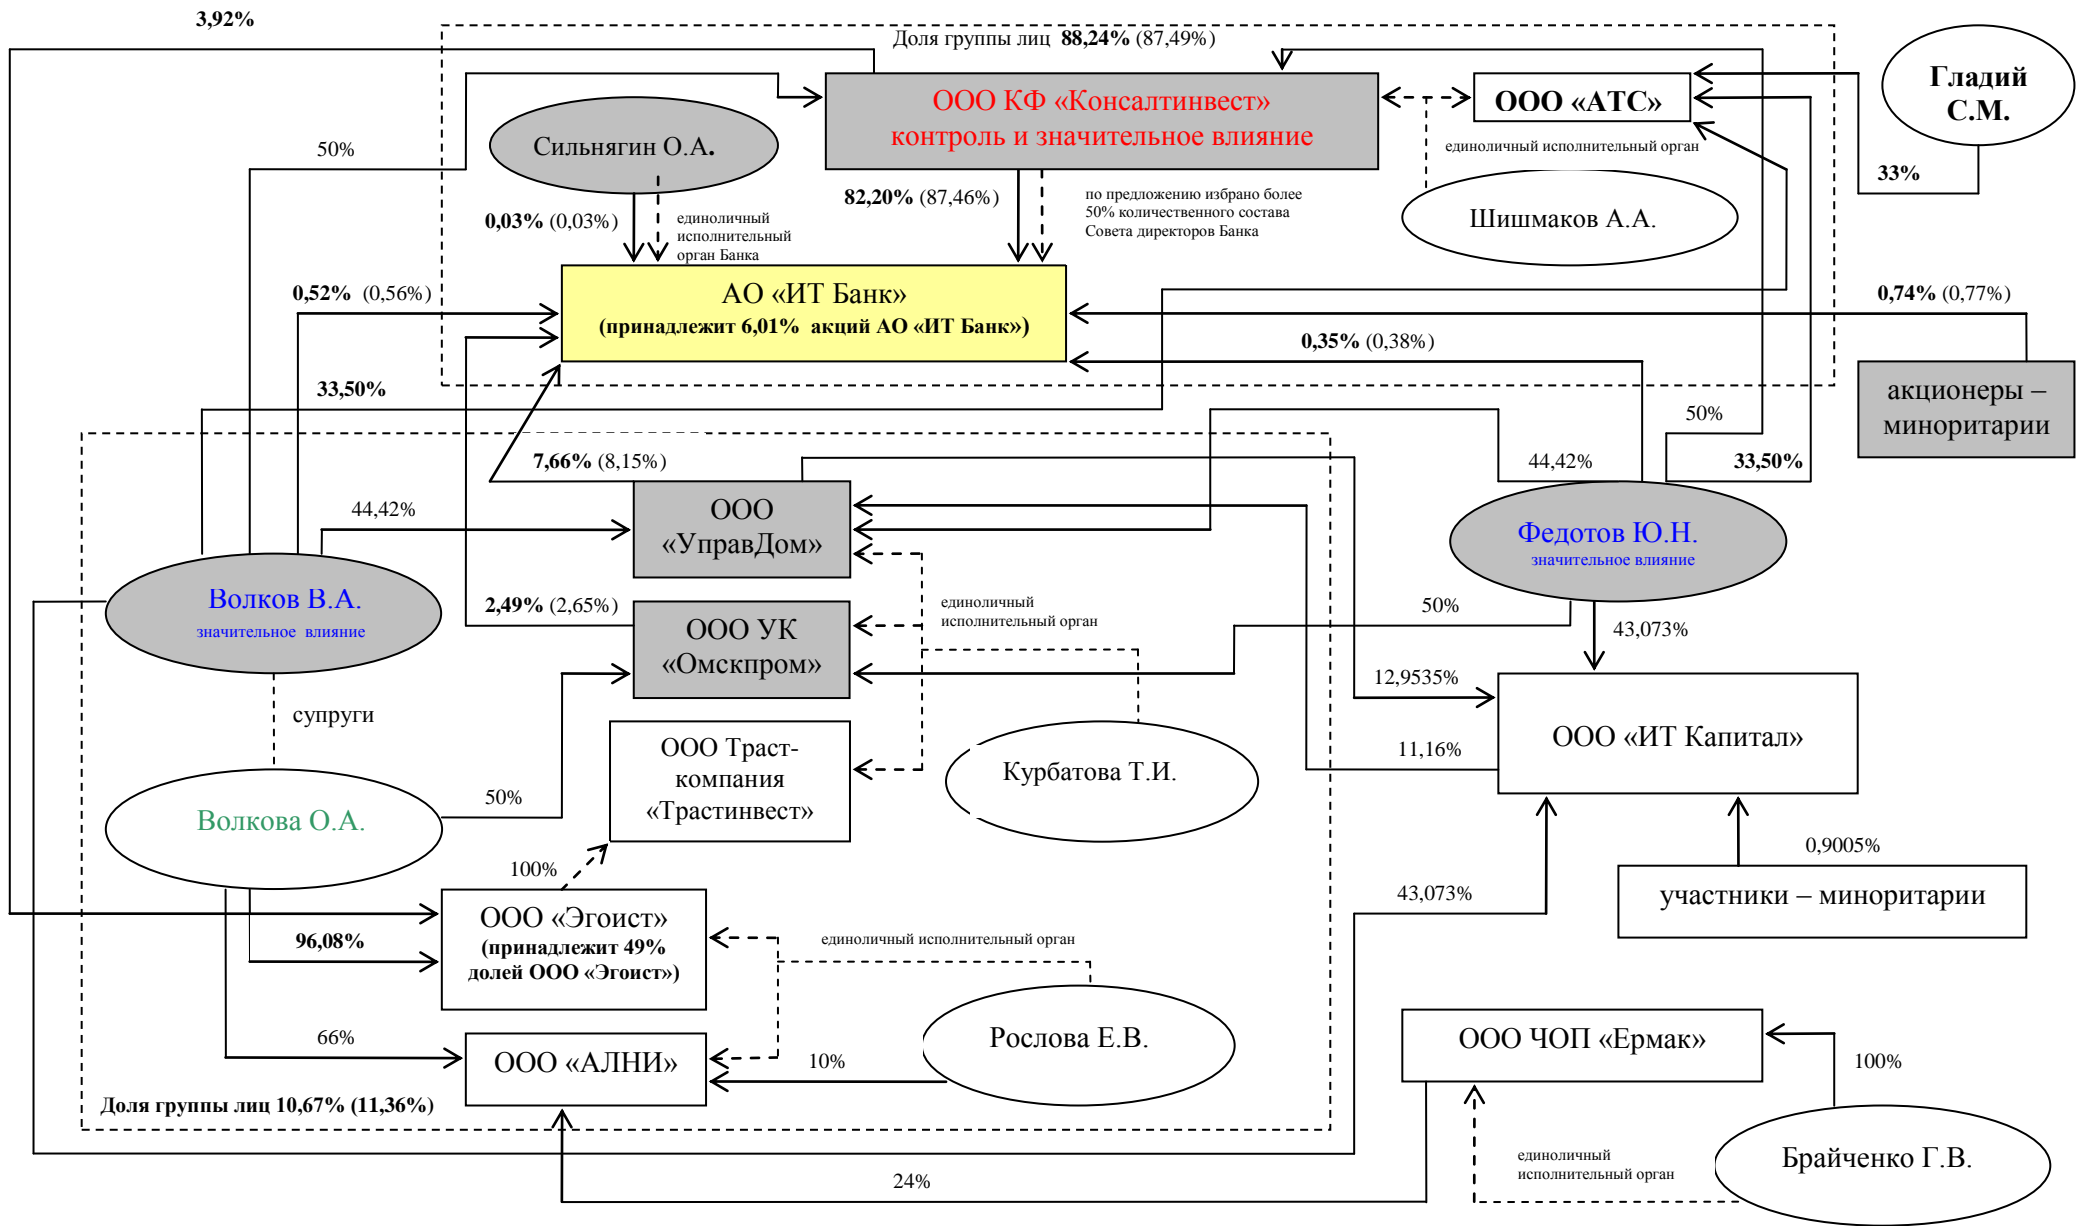 3,92%
Доля группы лиц 88,24% (87,49%)
Гладий
С.М.
ООО КФ «Консалтинвест»
контроль и значительное влияние
ООО «АТС»
Сильнягин О.А.
50%
единоличный исполнительный орган
33%
82,20% (87,46%)
по предложению избрано более
50% количественного состава
Совета директоров Банка
Шишмаков А.А.
0,03% (0,03%)
единоличный
исполнительный
орган Банка
АО «ИТ Банк»
(принадлежит 6,01% акций АО «ИТ Банк»)
0,52% (0,56%)
0,74% (0,77%)
0,35% (0,38%)
33,50%
акционеры –
миноритарии
50%
7,66% (8,15%)
44,42%
33,50%
44,42%
ООО
«УправДом»
Федотов Ю.Н.
значительное влияние
Волков В.А.
значительное влияние
2,49% (2,65%)
ООО УК
«Омскпром»
единоличный
исполнительный орган
50%
43,073%
12,9535%
супруги
ООО Траст-
компания
«Трастинвест»
Курбатова Т.И.
11,16%
ООО «ИТ Капитал»
50%
Волкова О.А.
0,9005%
100%
43,073%
участники – миноритарии
ООО «Эгоист»
(принадлежит 49%
долей ООО «Эгоист»)
96,08%
единоличный исполнительный орган
66%
ООО «АЛНИ»
10%
Рослова Е.В.
ООО ЧОП «Ермак»
100%
Доля группы лиц 10,67% (11,36%)
единоличный
исполнительный орган
Брайченко Г.В.
24%